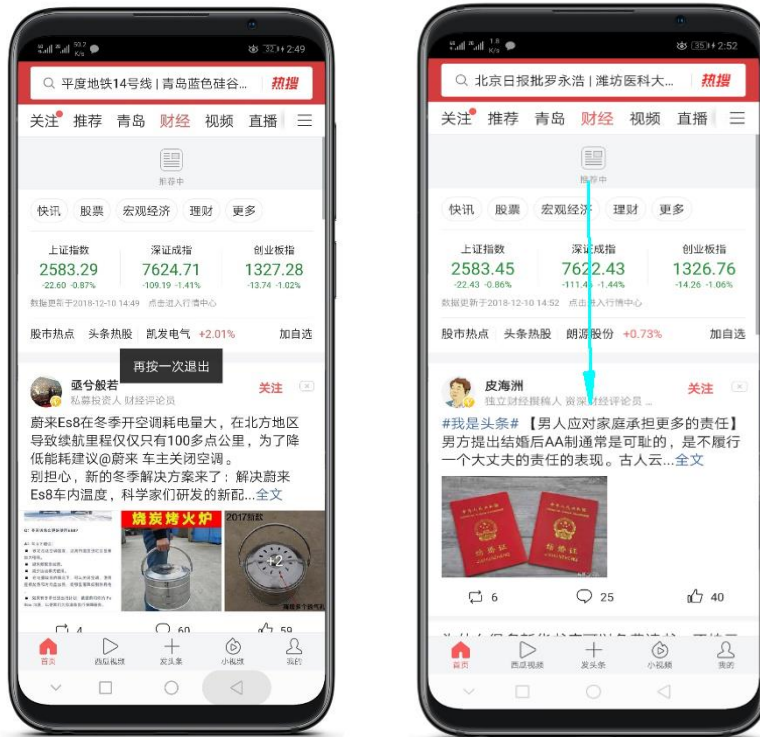 50.2 K/s
32 2:49
平度地铁14号线 | 青岛蓝色硅谷... 热搜
关注 推荐 青岛 财经 视频 直播
推荐中
快讯 股票 宏观经济 理财 更多
上证指数 深证成指 创业板指
2583.29 7624.71 1327.28
-22.60 -0.87% -109.19 -1.41% -13.74 -1.02%
数据更新于2018-12-10 14:49 点击进入行情中心
股市热点 头条热股 凯发电气 +2.01% 加自选
再按一次退出
亟兮般若 关注
私募投资人 财经评论员
蔚来Es8在冬季开空调耗电量大，在北方地区
导致续航里程仅仅只有100多点公里，为了降
低能耗建议@蔚来 车主关闭空调。
别担心，新的冬季解决方案来了：解决蔚来
Es8车内温度，科学家们研发的新配...全文
烧炭烤火炉
2017新款
+2
4 60 59
首页 西瓜视频 发头条 小视频 我的
1.8 K/s
35 2:52
北京日报批罗永浩 | 潍坊医科大... 热搜
关注 推荐 青岛 财经 视频 直播
推荐中
快讯 股票 宏观经济 理财 更多
上证指数 深证成指 创业板指
2583.45 7622.43 1326.76
-22.43 -0.86% -111.46 -1.44% -14.26 -1.06%
数据更新于2018-12-10 14:52 点击进入行情中心
股市热点 头条热股 朗源股份 +0.73% 加自选
皮海洲 关注
独立财经撰稿人 资深财经评论员 ...
#我是头条# 【男人应对家庭承担更多的责任】
男方提出结婚后AA制通常是可耻的，是不履行
一个大丈夫的责任的表现。古人云...全文
结婚证 结婚证
6 25 40
首页 西瓜视频 发头条 小视频 我的